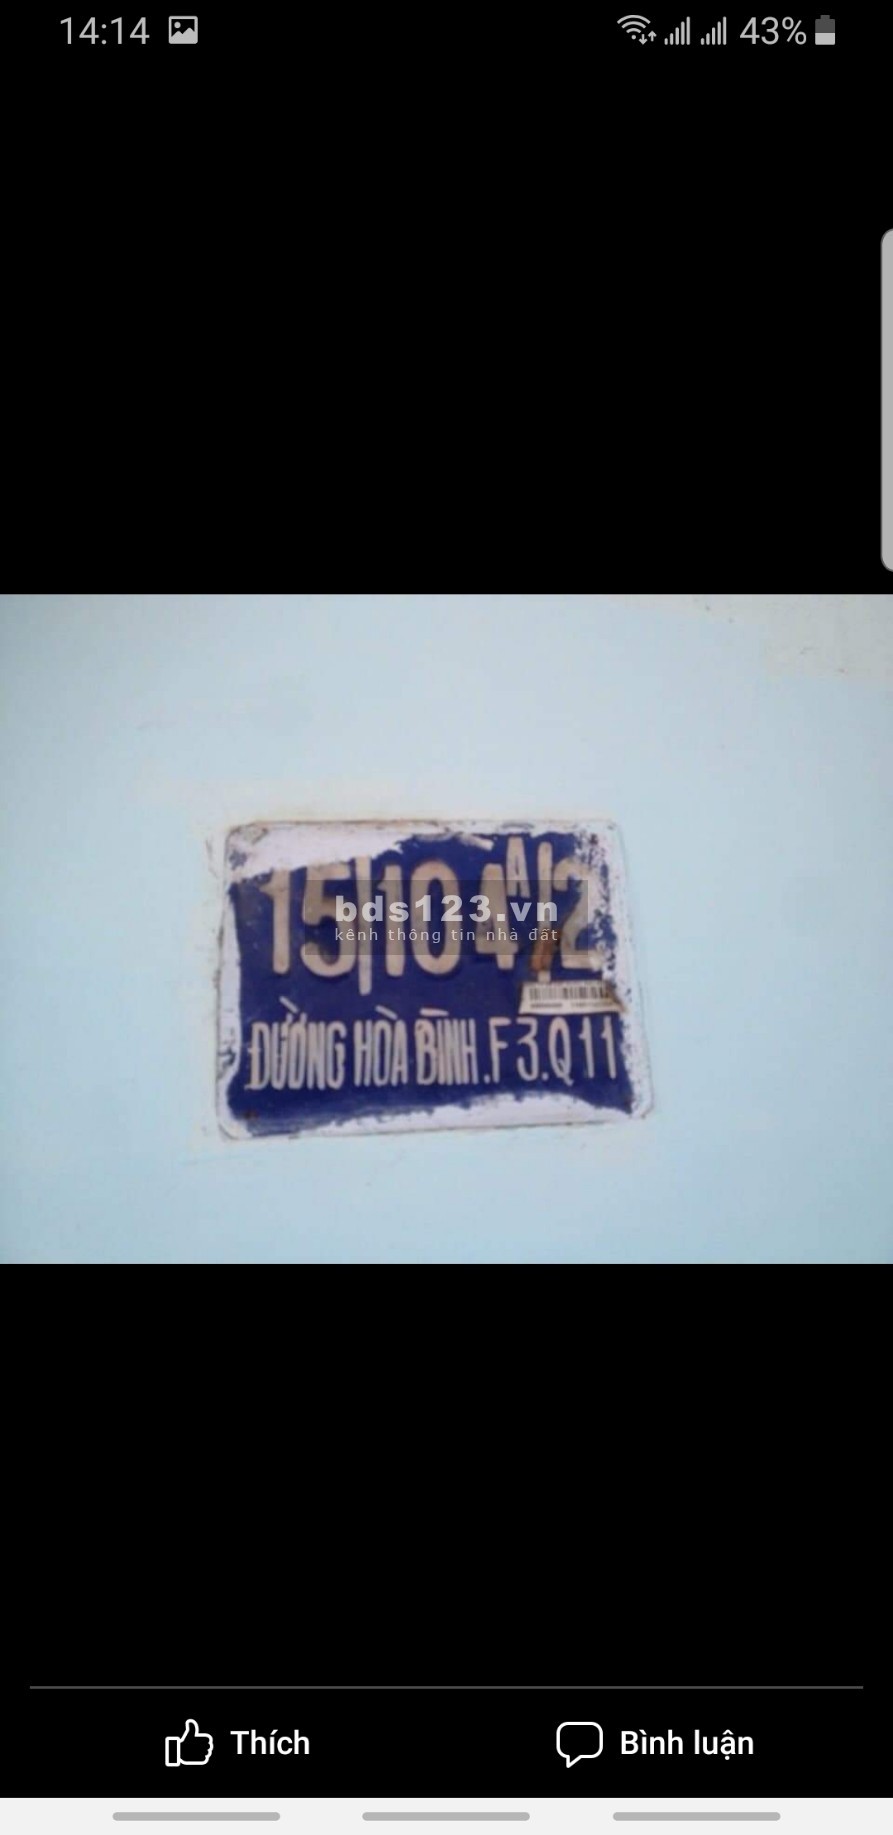 14:14
43%
15/104A/2
bds123.vn
kênh thông tin nhà đất
ĐƯỜNG HÒA BÌNH.F3.Q11
Thích
Bình luận